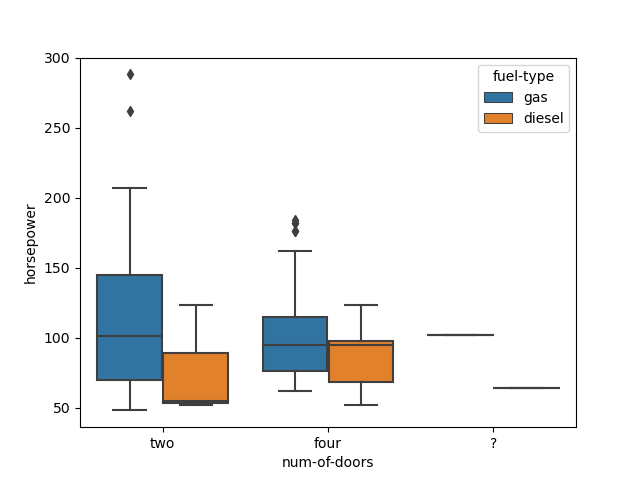 300
250
200
150
100
50
horsepower
two
four
?
num-of-doors
fuel-type
gas
diesel